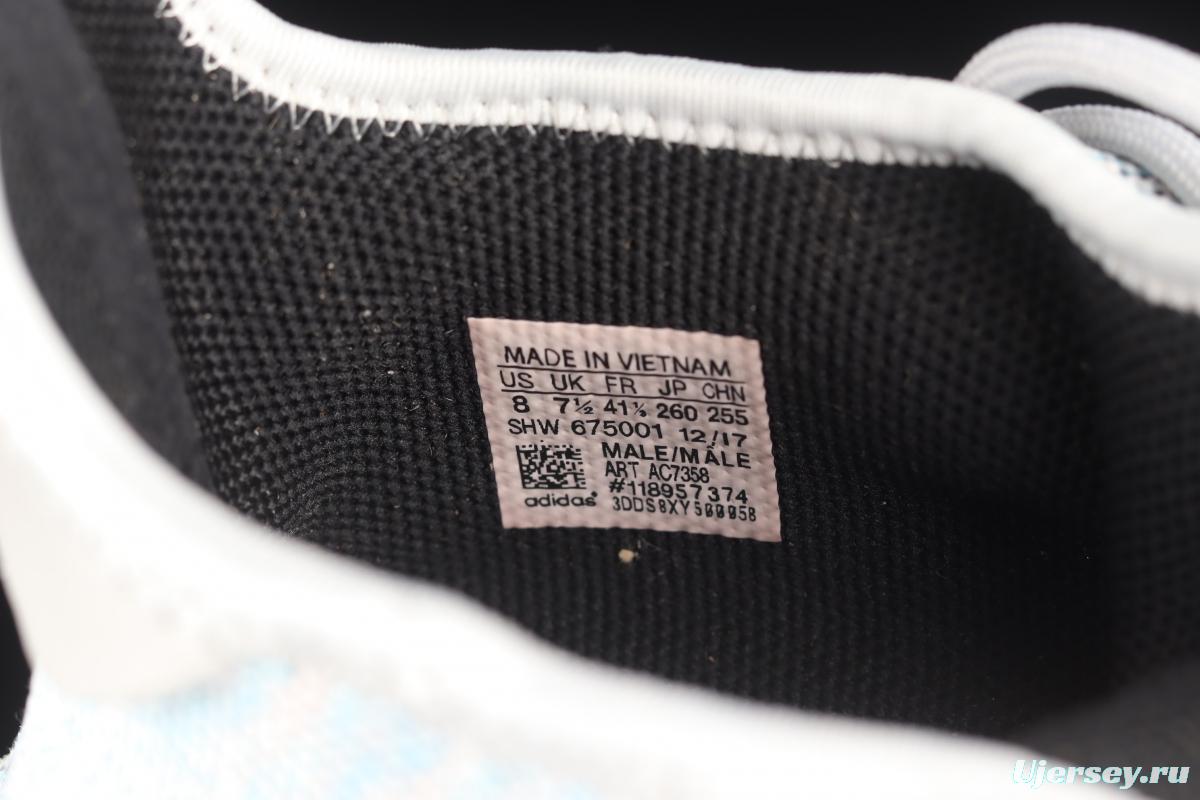 MADE IN VIETNAM
US UK FR JP CHN
8 7½ 41⅓ 260 255
SHW 675001 12/17
MALE/MÂLE
ART AC7358
#118957374
adidas 3DDS8XY500058
Ujersey.ru